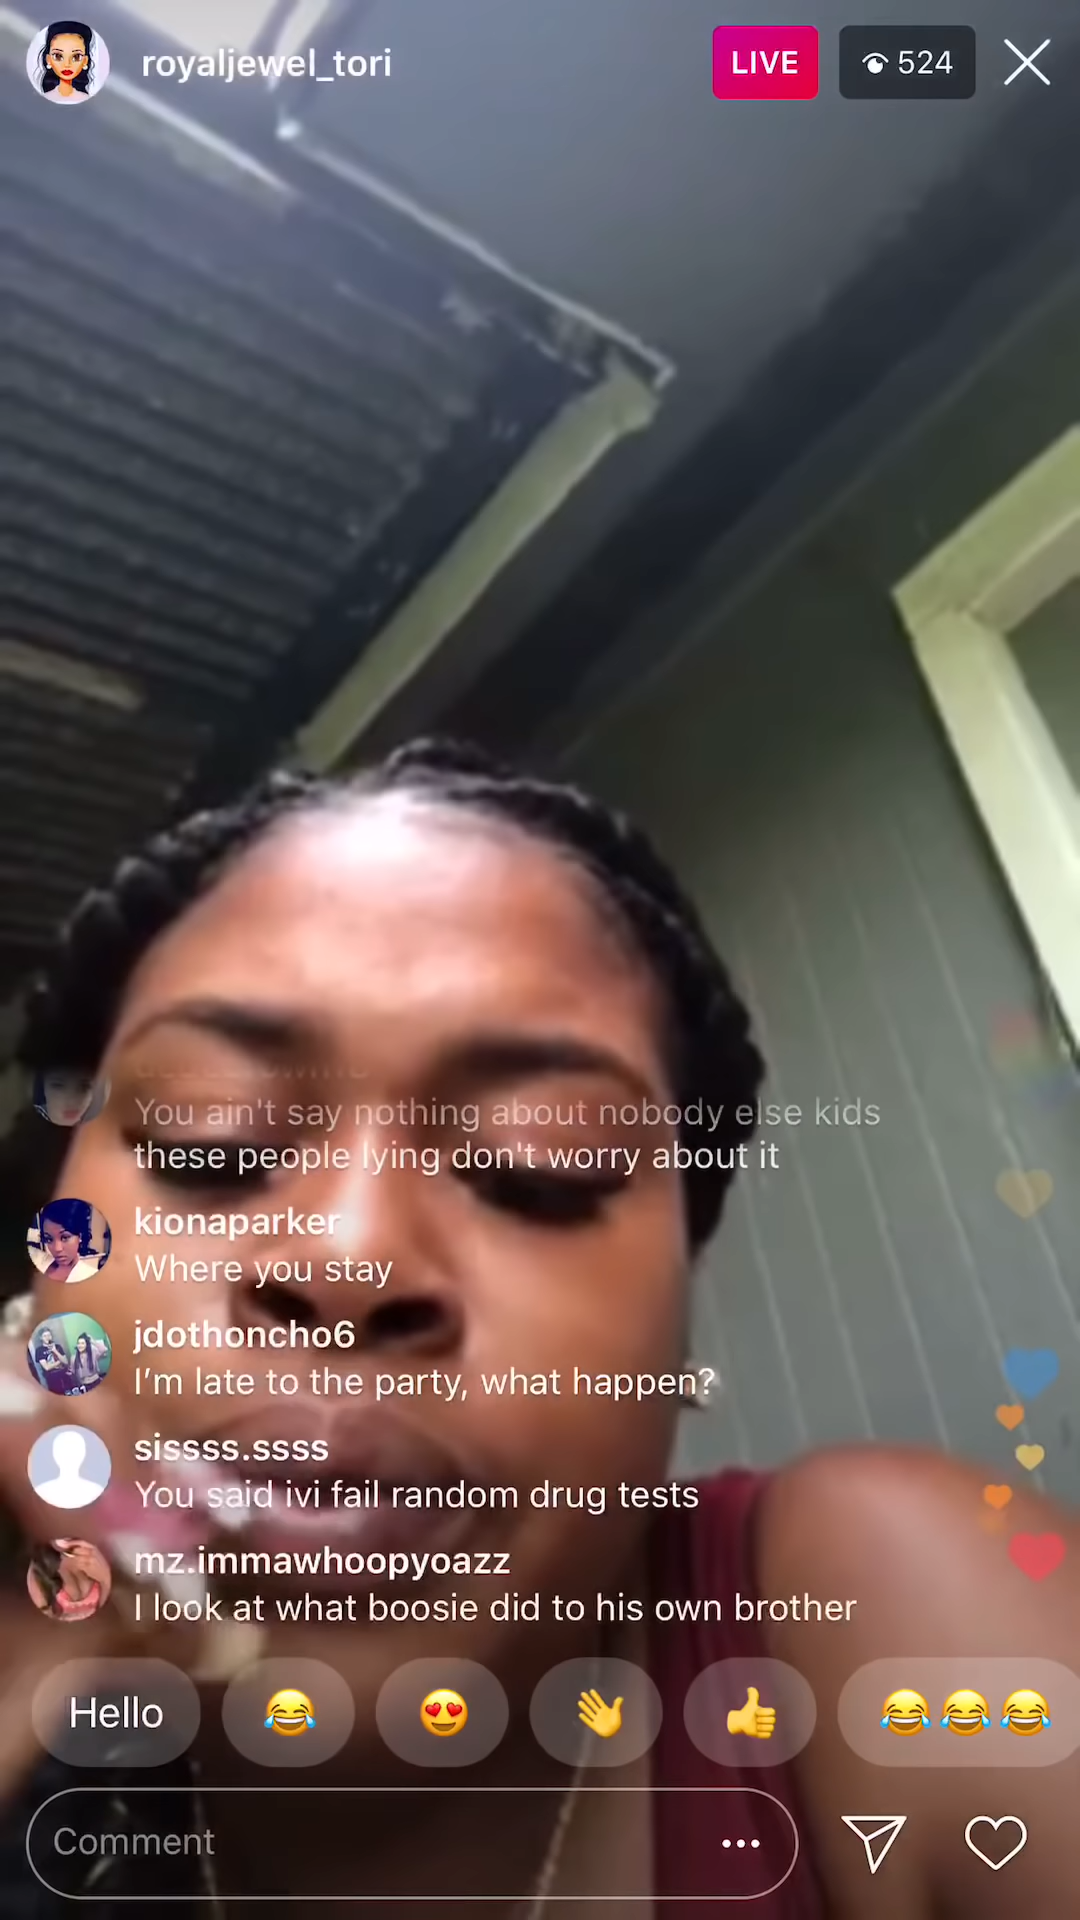 royaljewel_tori
LIVE
524
You ain't say nothing about nobody else kids
these people lying don't worry about it
kionaparker
Where you stay
jdothoncho6
I’m late to the party, what happen?
sissss.ssss
You said ivi fail random drug tests
mz.immawhoopyoazz
I look at what boosie did to his own brother
Hello
Comment